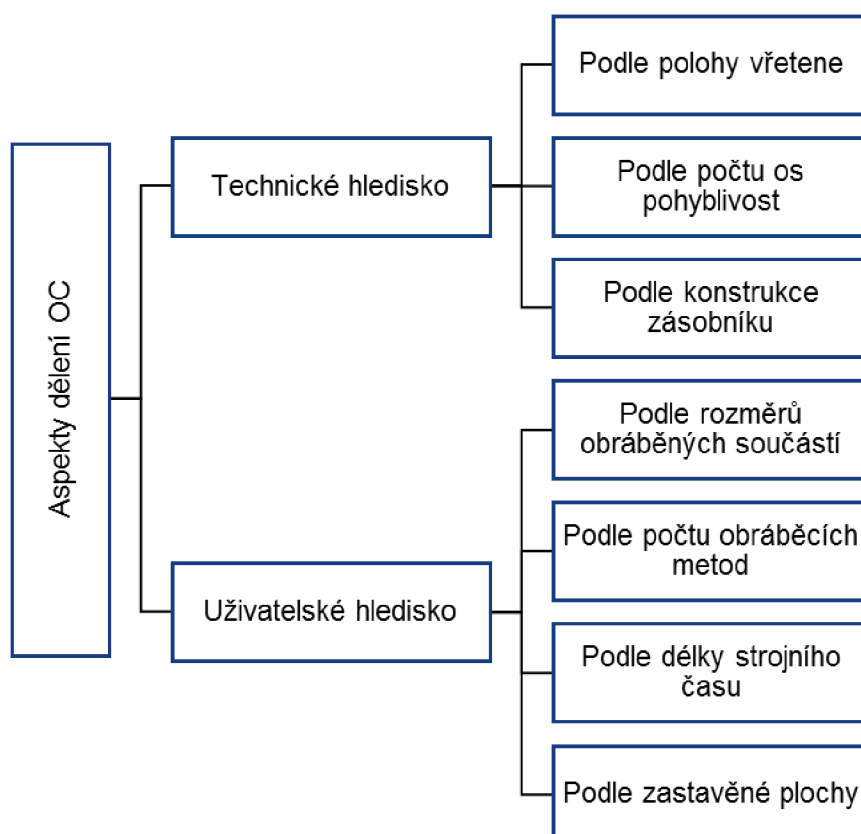 Aspekty dělení OC
Technické hledisko
Podle polohy vřetene
Podle počtu os
pohyblivost
Podle konstrukce
zásobníku
Uživatelské hledisko
Podle rozměrů
obráběných součástí
Podle počtu obráběcích
metod
Podle délky strojního
času
Podle zastavěné plochy